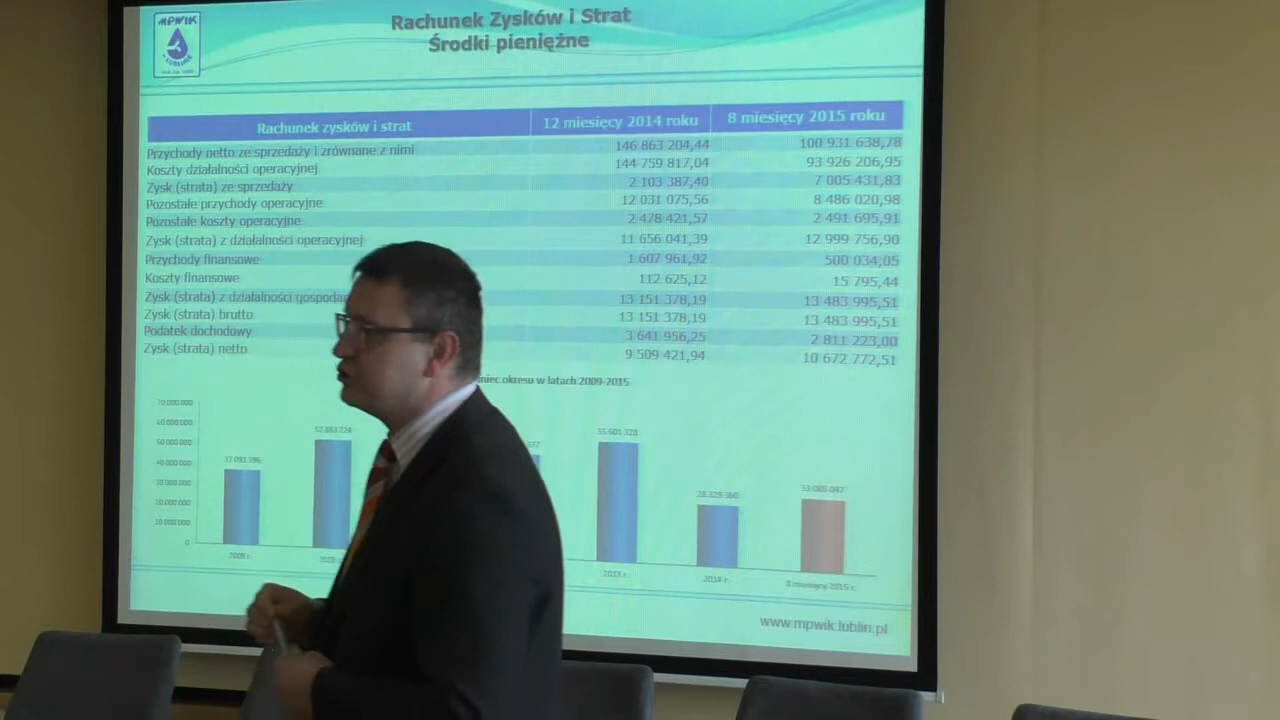 MPWIK
LUBLIN
Rachunek Zysków i Strat
Środki pieniężne
Rachunek zysków i strat 12 miesięcy 2014 roku 8 miesięcy 2015 roku
Przychody netto ze sprzedaży i zrównane z nimi 146 863 204,44 100 931 638,78
Koszty działalności operacyjnej 144 759 817,04 93 926 206,95
Zysk (strata) ze sprzedaży 2 103 387,40 7 005 431,83
Pozostałe przychody operacyjne 12 031 075,56 8 486 020,98
Pozostałe koszty operacyjne 2 478 421,57 2 491 695,91
Zysk (strata) z działalności operacyjnej 11 656 041,39 12 999 756,90
Przychody finansowe 1 607 961,92 500 034,05
Koszty finansowe 112 625,12 15 795,44
Zysk (strata) z działalności gospodar 13 151 378,19 13 483 995,51
Zysk (strata) brutto 13 151 378,19 13 483 995,51
Podatek dochodowy 3 641 956,25 2 811 223,00
Zysk (strata) netto 9 509 421,94 10 672 772,51
niec okresu w latach 2009-2015
70 000 000
60 000 000
50 000 000
40 000 000
30 000 000
20 000 000
10 000 000
0
55 601 328
2009 r.
2013 r.
2014 r.
8 miesięcy 2015 r.
www.mpwik.lublin.pl